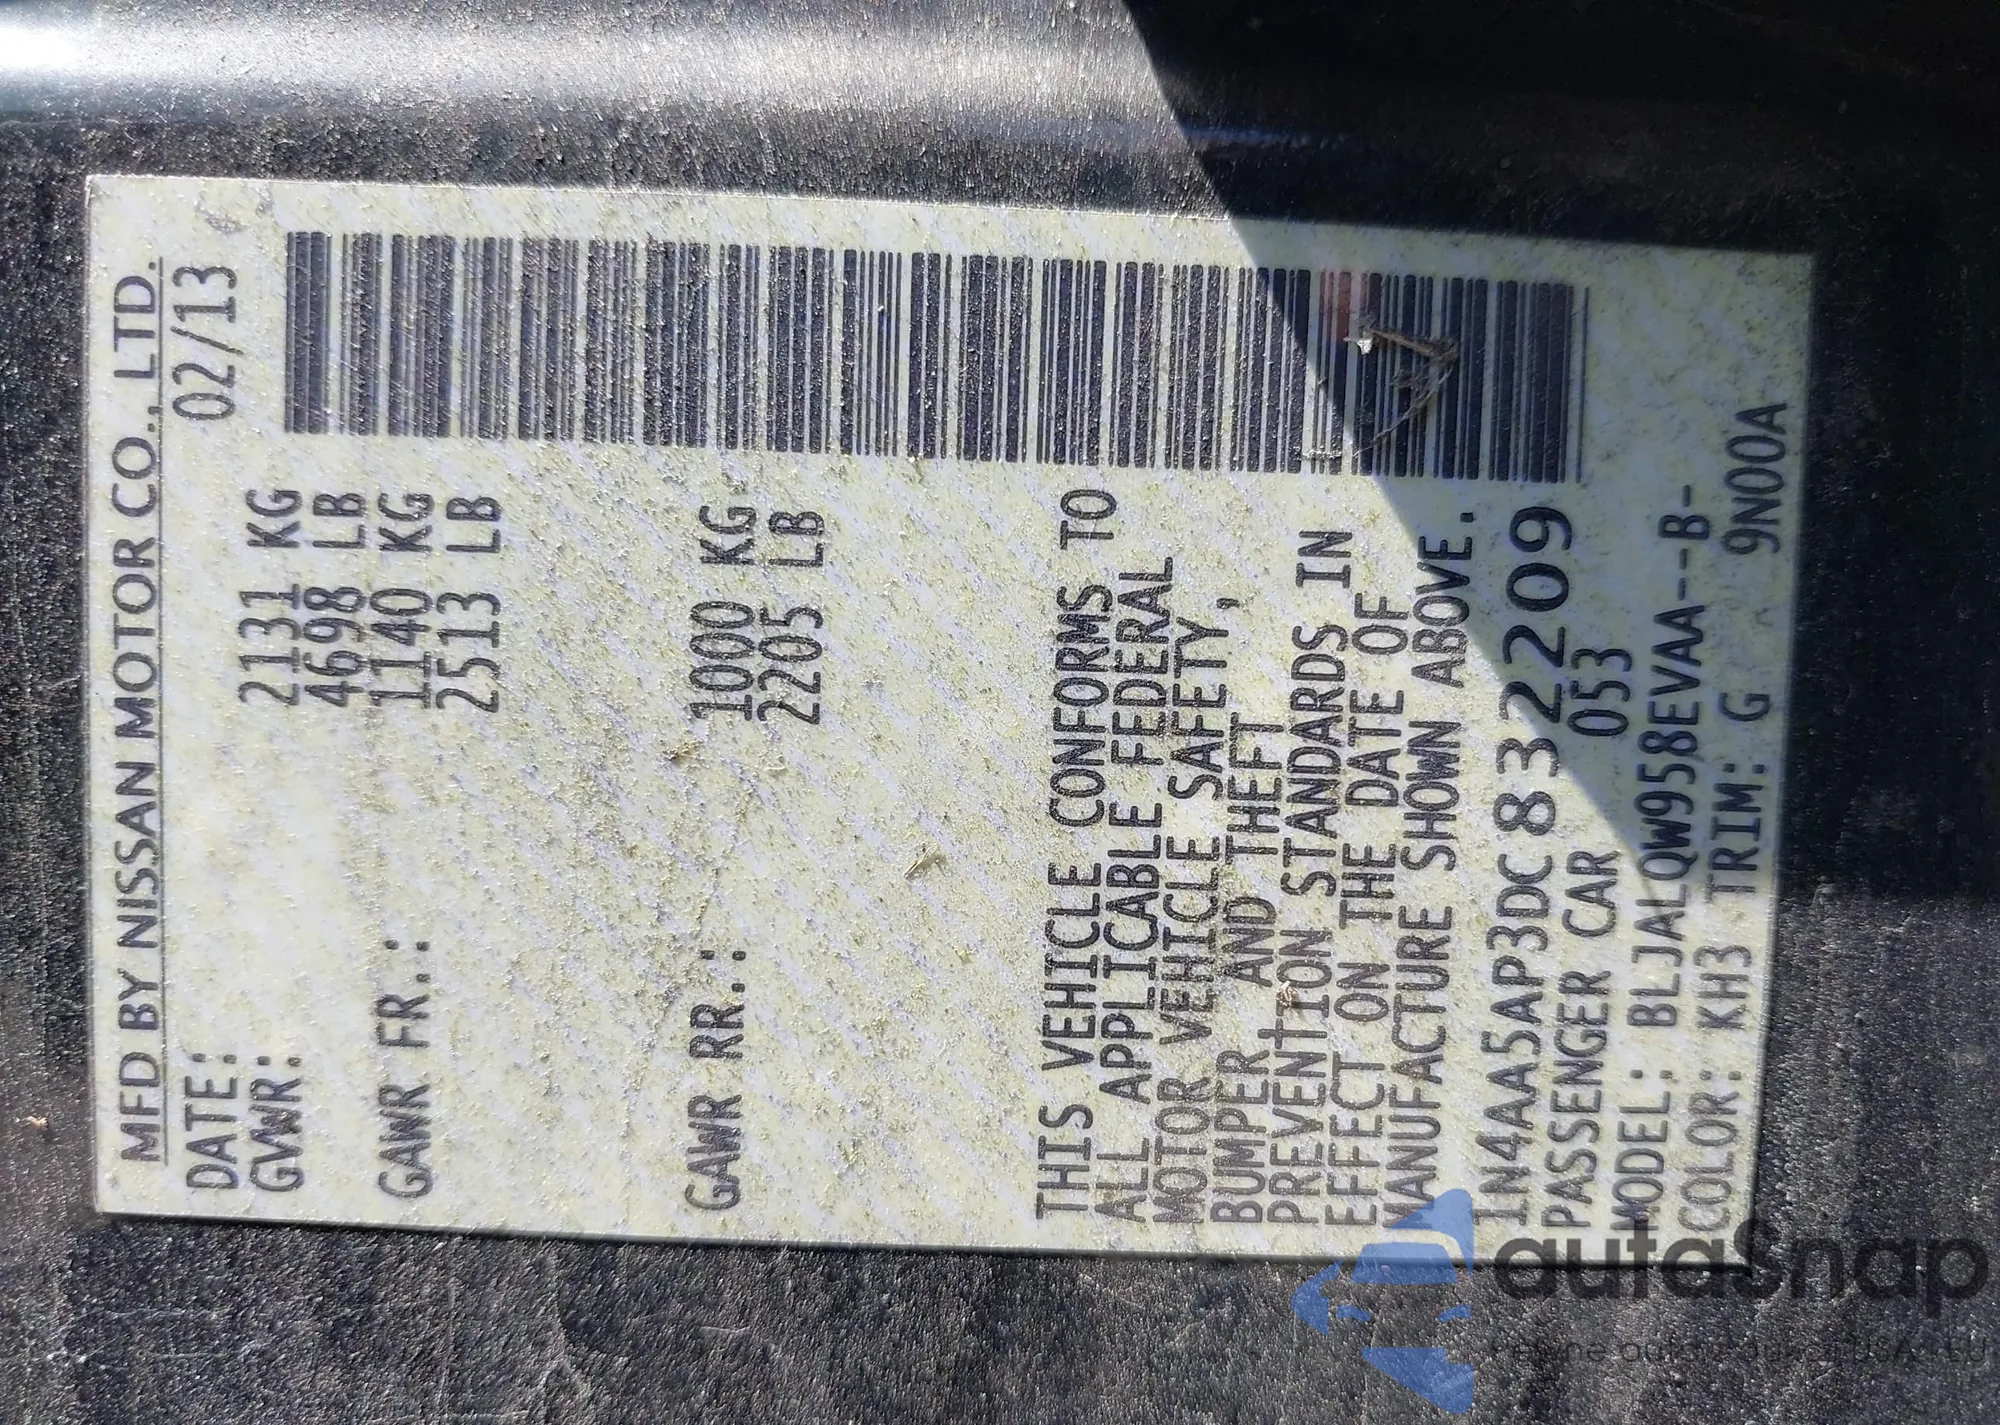 MFD BY NISSAN MOTOR CO., LTD.
DATE: 02/13
GVWR: 2131 KG
4698 LB
GAWR FR.: 1140 KG
2513 LB
GAWR RR.: 1000 KG
2205 LB
THIS VEHICLE CONFORMS TO
ALL APPLICABLE FEDERAL
MOTOR VEHICLE SAFETY,
BUMPER AND THEFT
PREVENTION STANDARDS IN
EFFECT ON THE DATE OF
MANUFACTURE SHOWN ABOVE.
1N4AA5AP3DC832209
PASSENGER CAR 053
MODEL: BLJALQW958EVAA--B-
COLOR: KH3 TRIM: G 9N00A
autasnap